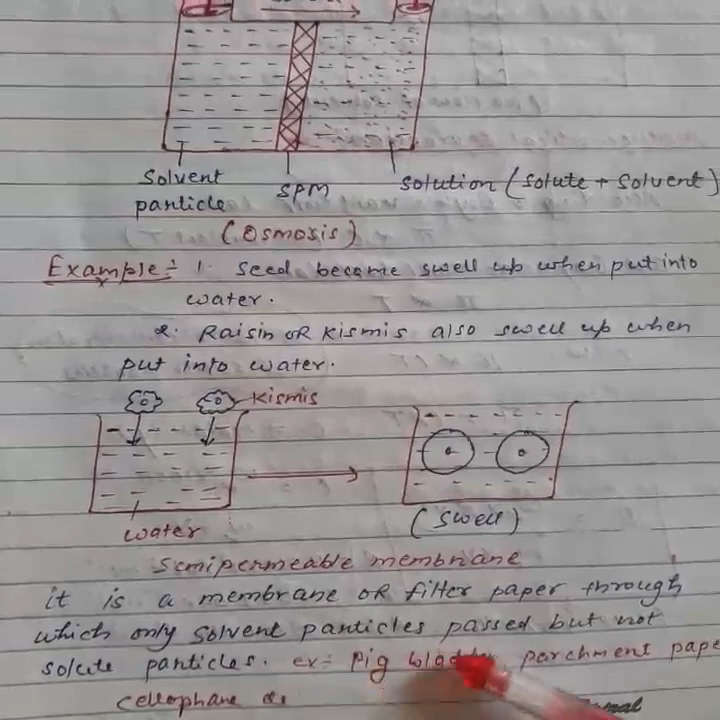 Solvent particle
SPM
Solution (Solute + Solvent)
(Osmosis)
Example ÷ 1. Seed became swell up when put into
water.
2. Raisin OR Kismis also swell up when
put into water.
Kismis
water
(swell)
Semipermeable membrane
it is a membrane OR filter paper through
which only solvent particles passed but not
solute particles. ex÷ Pig bladder, parchment pape
cellophane